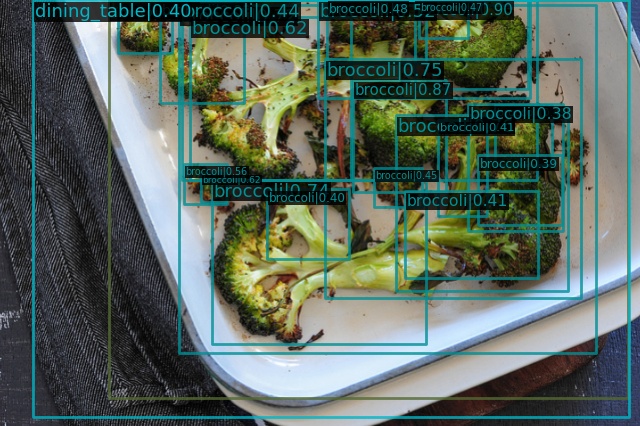 dining_table|0.40
broccoli|0.44
broccoli|0.48
broccoli|0.47
0.90
broccoli|0.62
broccoli|0.75
broccoli|0.87
broccoli|0.38
broccoli|0.41
broccoli|0.39
broccoli|0.56
broccoli|0.62
broccoli|0.45
broccoli|0.74
broccoli|0.40
broccoli|0.41